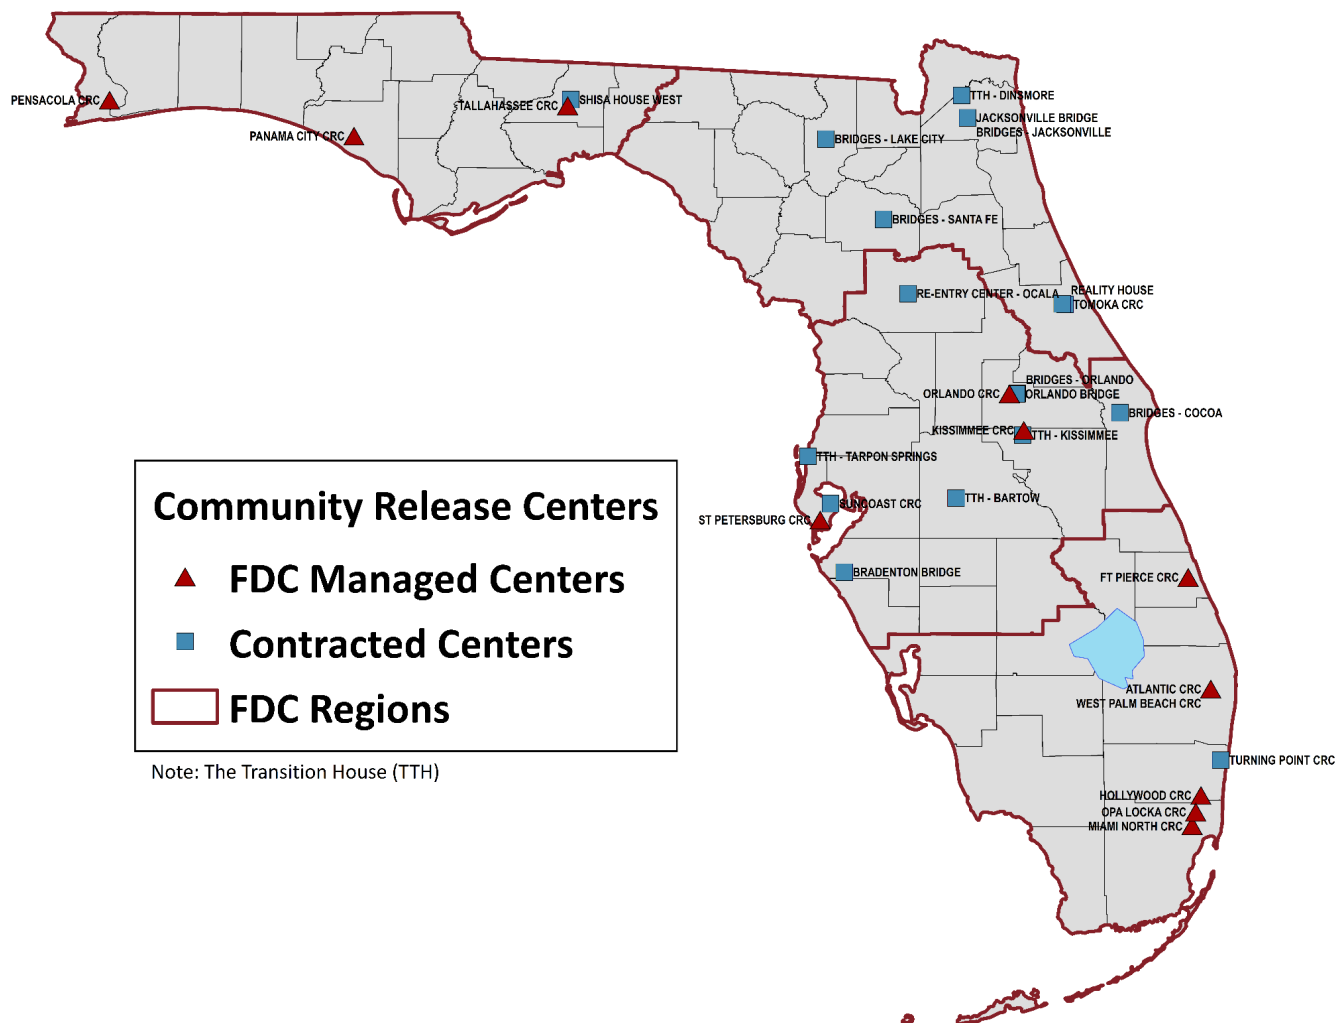 PENSACOLA CRC
PANAMA CITY CRC
TALLAHASSEE CRC
SHISA HOUSE WEST
TTH - DINSMORE
JACKSONVILLE BRIDGE
BRIDGES - JACKSONVILLE
BRIDGES - LAKE CITY
BRIDGES - SANTA FE
RE-ENTRY CENTER - OCALA
REALITY HOUSE
TOMOKA CRC
BRIDGES - ORLANDO
ORLANDO CRC
ORLANDO BRIDGE
BRIDGES - COCOA
KISSIMMEE CRC
TTH - KISSIMMEE
TTH - TARPON SPRINGS
TTH - BARTOW
SUNCOAST CRC
ST PETERSBURG CRC
BRADENTON BRIDGE
FT PIERCE CRC
ATLANTIC CRC
WEST PALM BEACH CRC
TURNING POINT CRC
HOLLYWOOD CRC
OPA LOCKA CRC
MIAMI NORTH CRC
Community Release Centers
FDC Managed Centers
Contracted Centers
FDC Regions
Note: The Transition House (TTH)